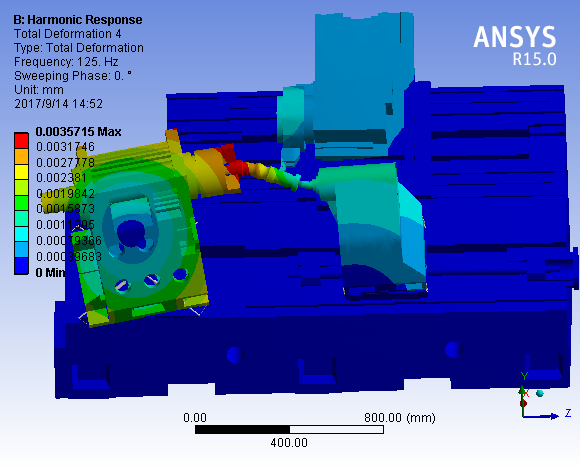 B: Harmonic Response
Total Deformation 4
Type: Total Deformation
Frequency: 125. Hz
Sweeping Phase: 0. °
Unit: mm
2017/9/14 14:52
ANSYS
R15.0
0.0035715 Max
0.0031746
0.0027778
0.002381
0.0019842
0.0015873
0.0011905
0.00079366
0.00039683
0 Min
0.00
800.00 (mm)
400.00
Y
X
Z